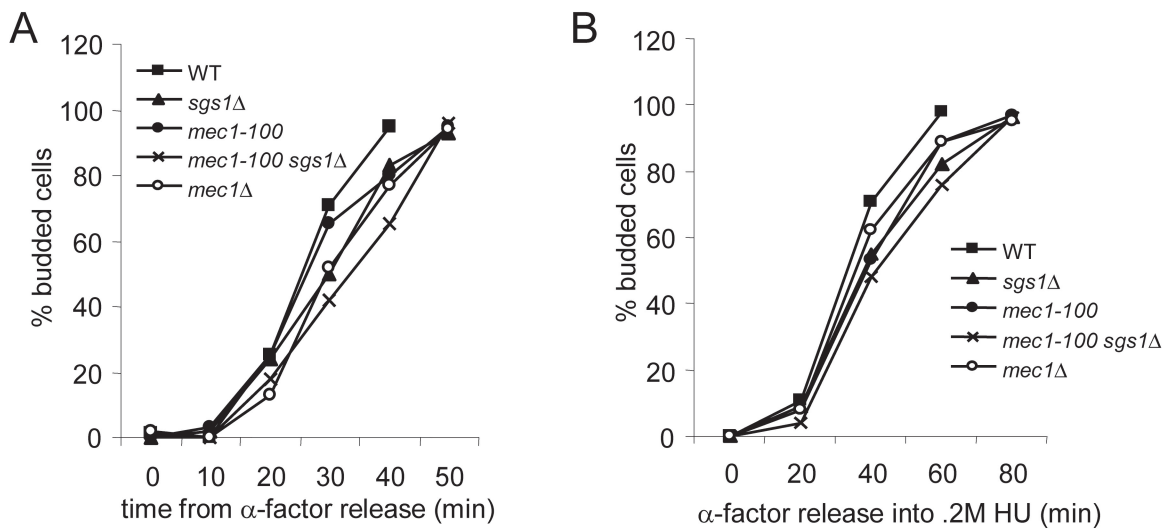 A
120
100
80
60
40
20
0
% budded cells
WT
sgs1Δ
mec1-100
mec1-100 sgs1Δ
mec1Δ
0 10 20 30 40 50
time from α-factor release (min)
B
120
100
80
60
40
20
0
% budded cells
WT
sgs1Δ
mec1-100
mec1-100 sgs1Δ
mec1Δ
0 20 40 60 80
α-factor release into .2M HU (min)